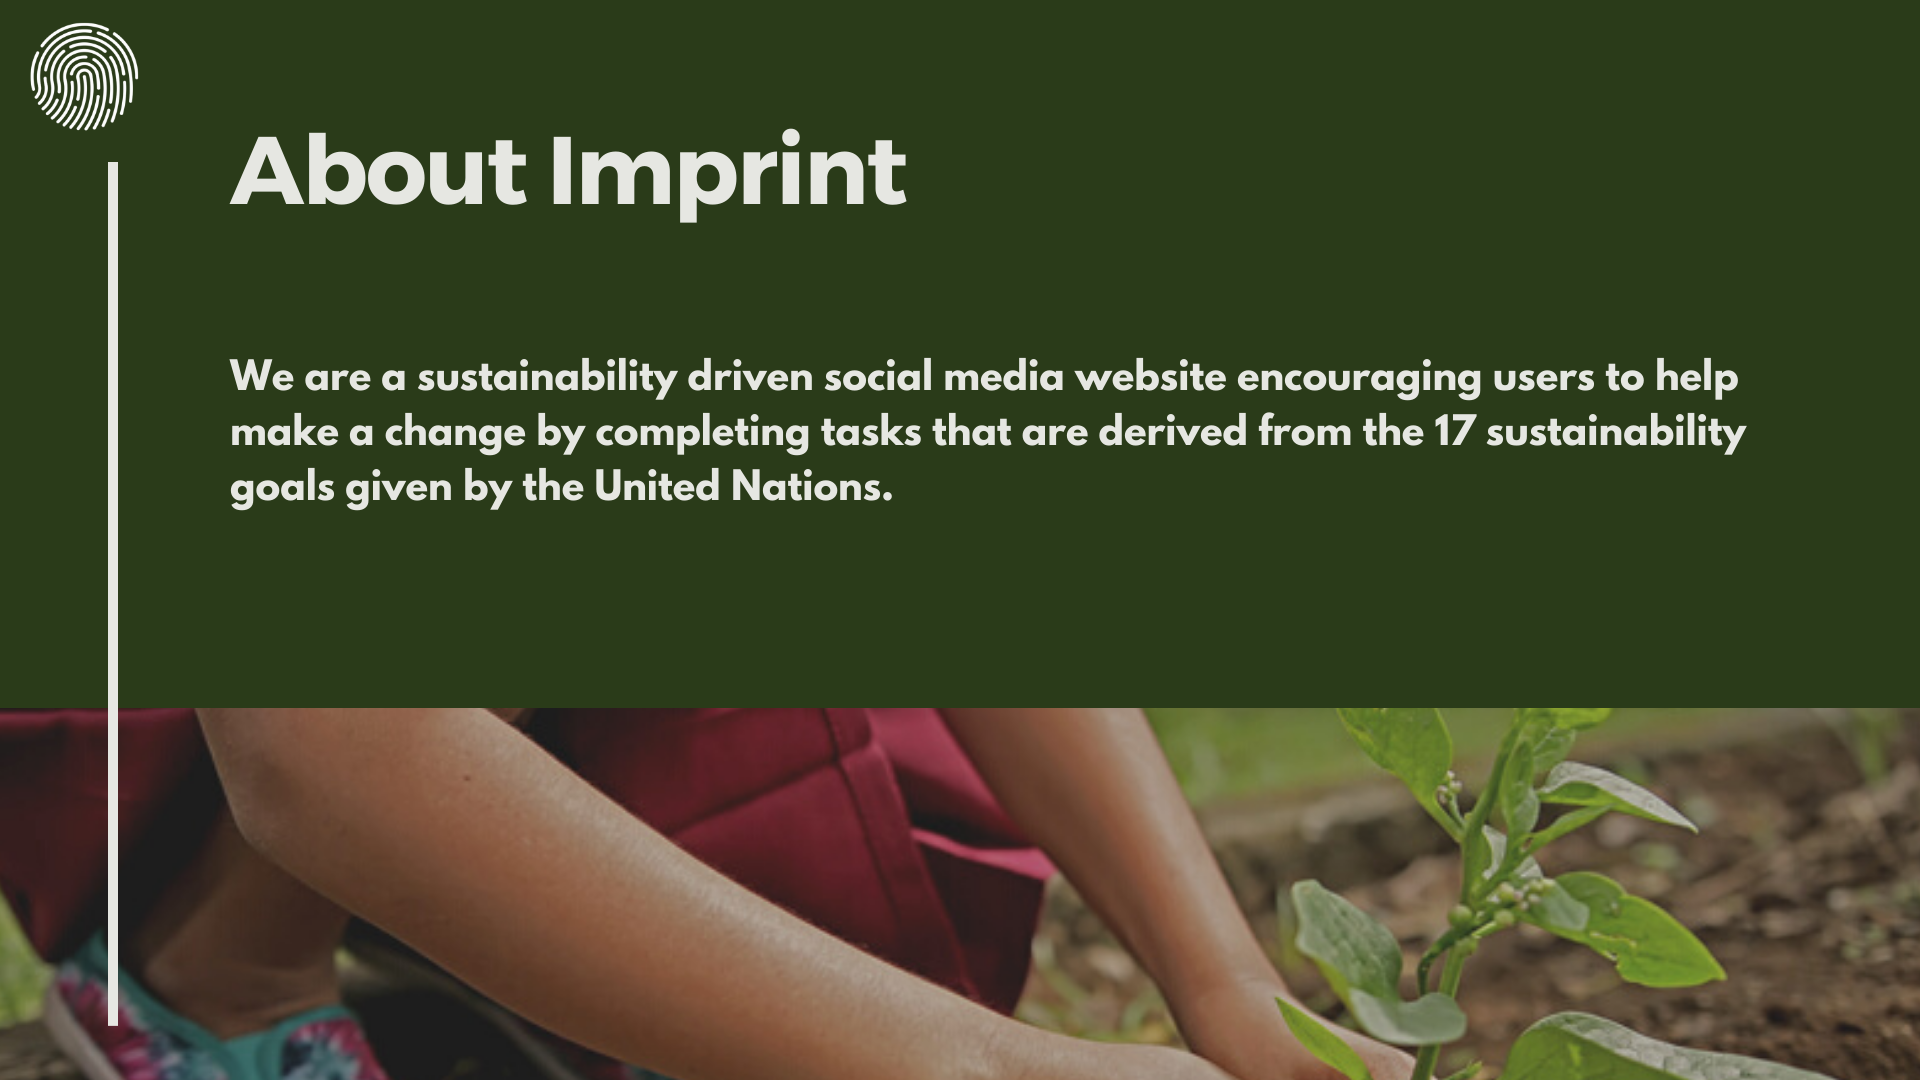 About Imprint
We are a sustainability driven social media website encouraging users to help
make a change by completing tasks that are derived from the 17 sustainability
goals given by the United Nations.